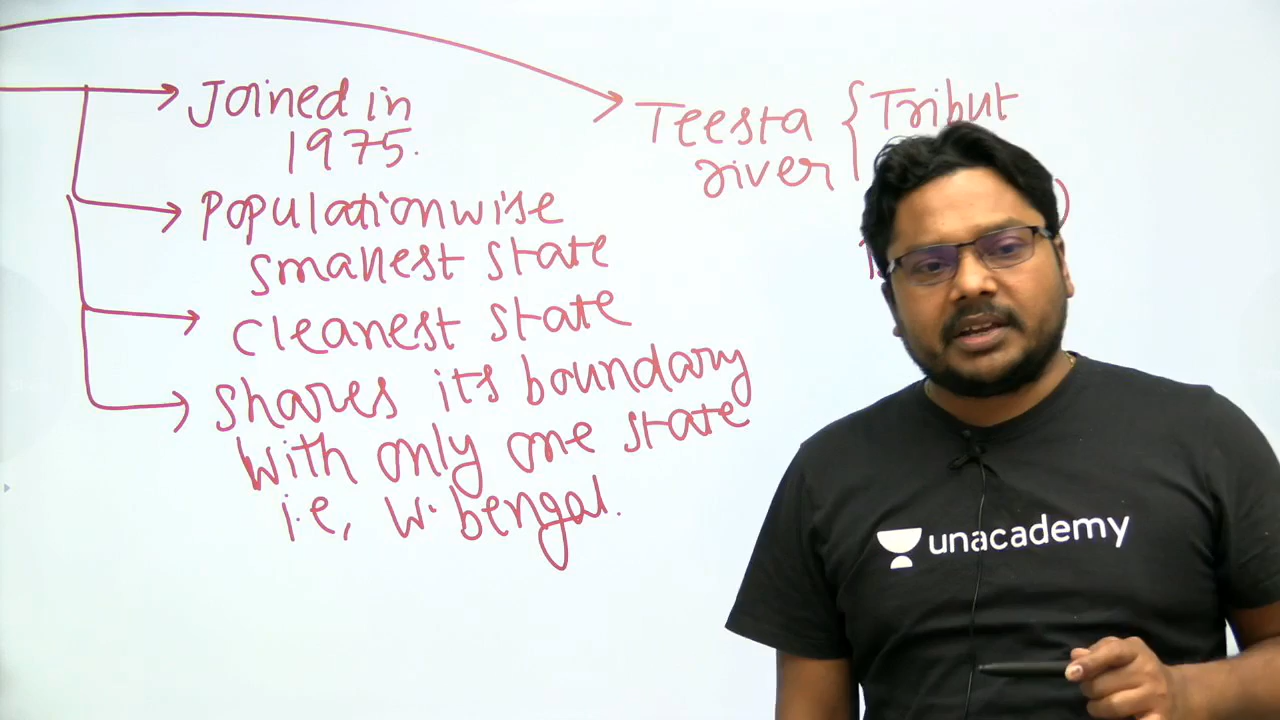 Joined in
1975.
Populationwise
smallest state
cleanest state
shares its boundary
with only one state
i.e, W. bengal.
Teesta
river
Tribut
unacademy